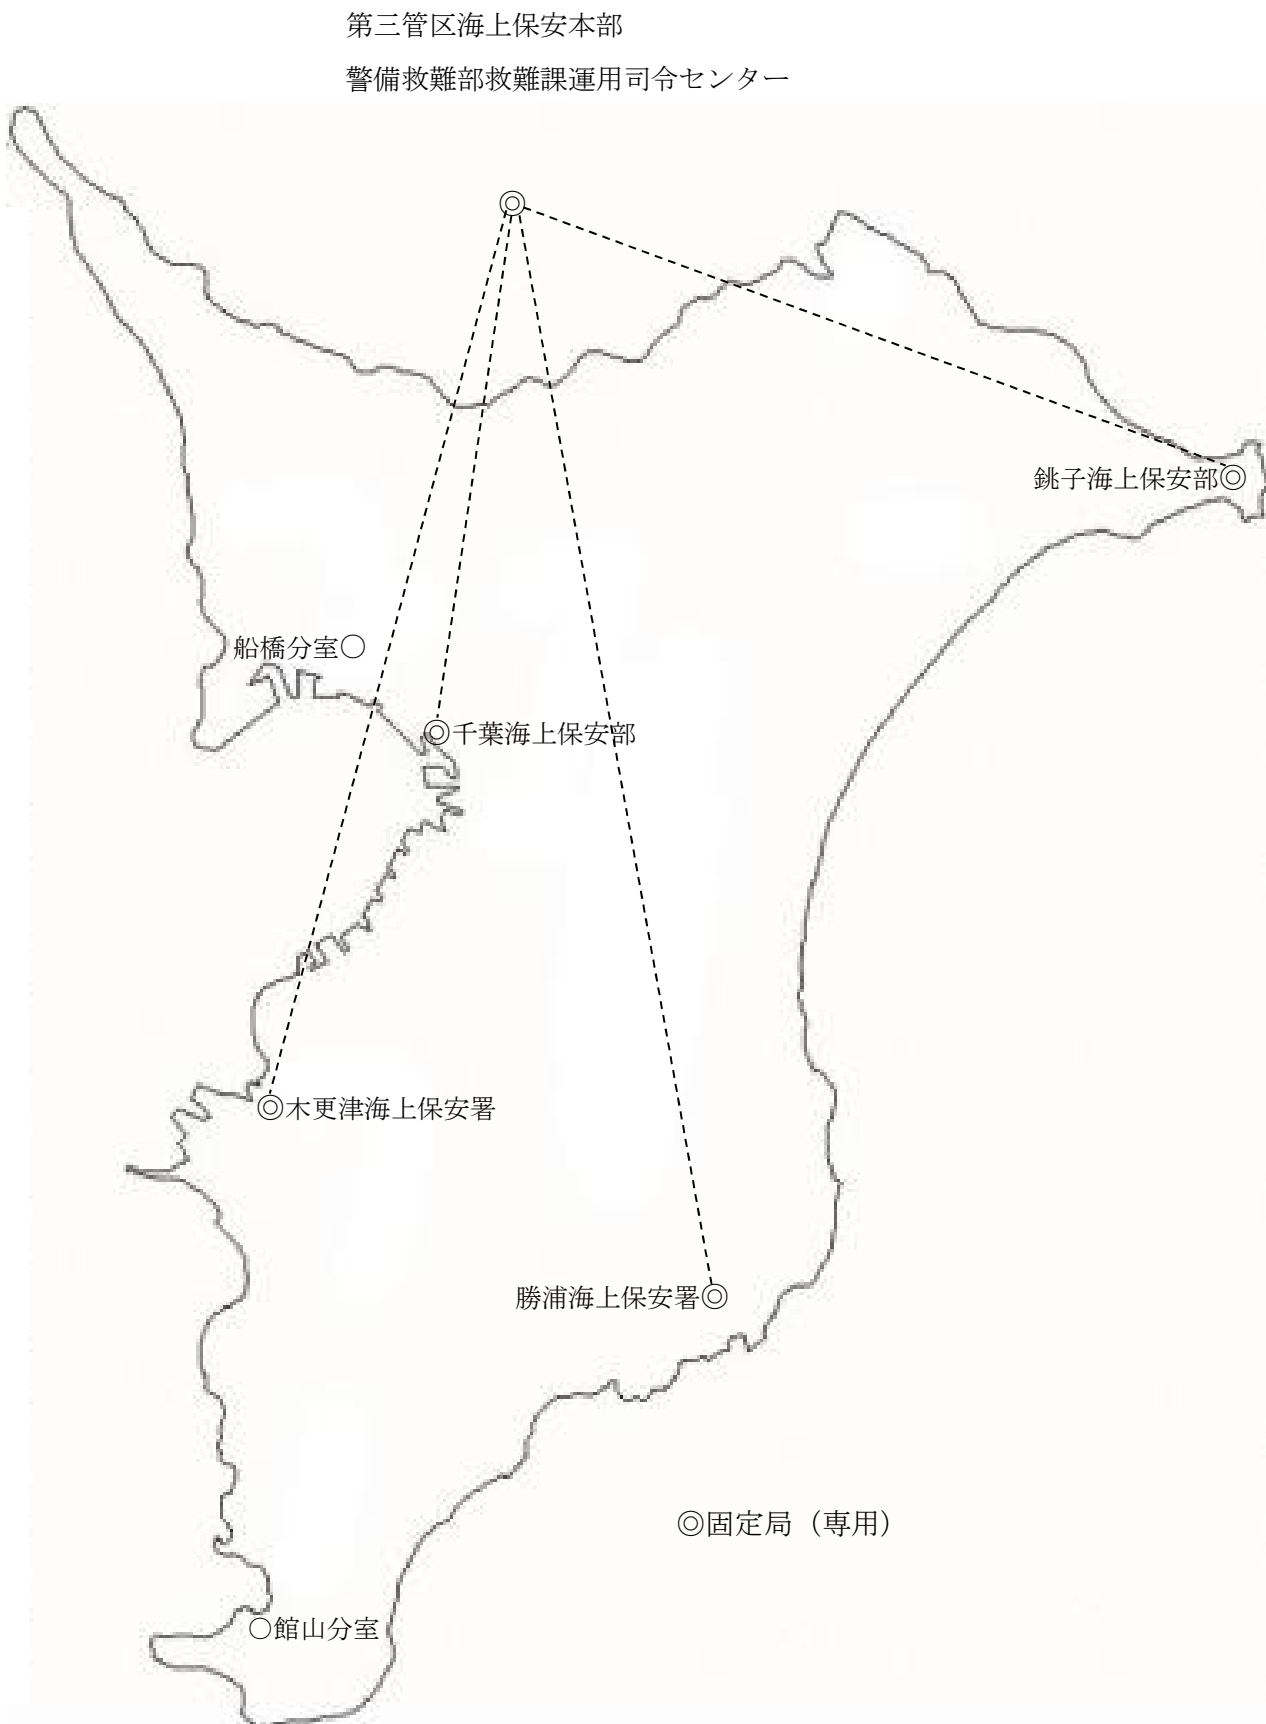 第三管区海上保安本部
警備救難部救難課運用司令センター
◎
銚子海上保安部◎
船橋分室○
◎千葉海上保安部
◎木更津海上保安署
勝浦海上保安署◎
◎固定局（専用）
○館山分室